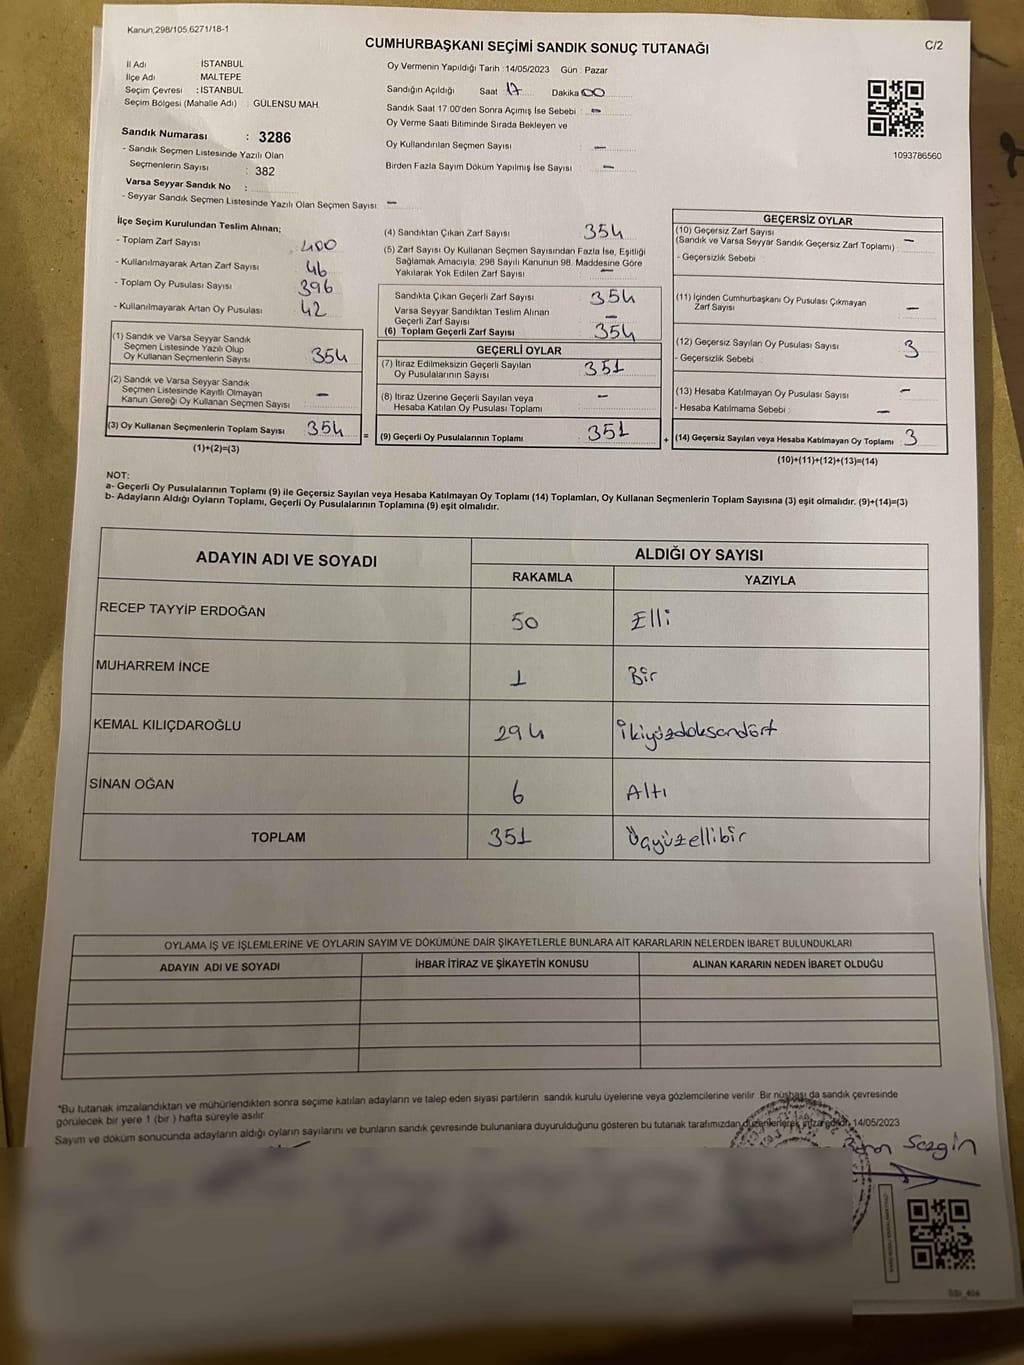 Kanun,298/105,6271/18-1
CUMHURBAŞKANI SEÇİMİ SANDIK SONUÇ TUTANAĞI
C/2
İl Adı İSTANBUL
İlçe Adı MALTEPE
Seçim Çevresi : İSTANBUL
Seçim Bölgesi (Mahalle Adı) : GÜLENSU MAH.
Sandık Numarası : 3286
- Sandık Seçmen Listesinde Yazılı Olan
Seçmenlerin Sayısı : 382
Varsa Seyyar Sandık No :
- Seyyar Sandık Seçmen Listesinde Yazılı Olan Seçmen Sayısı: -
Oy Vermenin Yapıldığı Tarih : 14/05/2023 Gün : Pazar
Sandığın Açıldığı Saat 17 Dakika 00
Sandık Saat 17:00'den Sonra Açımış İse Sebebi : -
Oy Verme Saati Bitiminde Sırada Bekleyen ve
Oy Kullandırılan Seçmen Sayısı : -
Birden Fazla Sayım Döküm Yapılmış İse Sayısı : -
1093786560
İlçe Seçim Kurulundan Teslim Alınan;
- Toplam Zarf Sayısı : 400
- Kullanılmayarak Artan Zarf Sayısı : 46
- Toplam Oy Pusulası Sayısı : 396
- Kullanılmayarak Artan Oy Pusulası : 42
(1) Sandık ve Varsa Seyyar Sandık
Seçmen Listesinde Yazılı Olup
Oy Kullanan Seçmenlerin Sayısı : 354
(2) Sandık ve Varsa Seyyar Sandık
Seçmen Listesinde Kayıtlı Olmayan
Kanun Gereği Oy Kullanan Seçmen Sayısı : -
(3) Oy Kullanan Seçmenlerin Toplam Sayısı : 354
(1)+(2)=(3)
(4) Sandıktan Çıkan Zarf Sayısı : 354
(5) Zarf Sayısı Oy Kullanan Seçmen Sayısından Fazla İse, Eşitliği
Sağlamak Amacıyla; 298 Sayılı Kanunun 98. Maddesine Göre
Yakılarak Yok Edilen Zarf Sayısı : -
Sandıkta Çıkan Geçerli Zarf Sayısı : 354
Varsa Seyyar Sandıktan Teslim Alınan
Geçerli Zarf Sayısı : -
(6) Toplam Geçerli Zarf Sayısı : 354
GEÇERLİ OYLAR
(7) İtiraz Edilmeksizin Geçerli Sayılan
Oy Pusulalarının Sayısı : 351
(8) İtiraz Üzerine Geçerli Sayılan veya
Hesaba Katılan Oy Pusulası Toplamı : -
= (9) Geçerli Oy Pusulalarının Toplamı : 351
GEÇERSİZ OYLAR
(10) Geçersiz Zarf Sayısı
(Sandık ve Varsa Seyyar Sandık Geçersiz Zarf Toplamı) : -
- Geçersizlik Sebebi :
(11) İçinden Cumhurbaşkanı Oy Pusulası Çıkmayan
Zarf Sayısı : -
(12) Geçersiz Sayılan Oy Pusulası Sayısı : 3
- Geçersizlik Sebebi :
(13) Hesaba Katılmayan Oy Pusulası Sayısı : -
- Hesaba Katılmama Sebebi : -
+ (14) Geçersiz Sayılan veya Hesaba Katılmayan Oy Toplamı : 3
(10)+(11)+(12)+(13)=(14)
NOT:
a- Geçerli Oy Pusulalarının Toplamı (9) ile Geçersiz Sayılan veya Hesaba Katılmayan Oy Toplamı (14) Toplamları, Oy Kullanan Seçmenlerin Toplam Sayısına (3) eşit olmalıdır. (9)+(14)=(3)
b- Adayların Aldığı Oyların Toplamı, Geçerli Oy Pusulalarının Toplamına (9) eşit olmalıdır.
ADAYIN ADI VE SOYADI ALDIĞI OY SAYISI
RAKAMLA YAZIYLA
RECEP TAYYİP ERDOĞAN 50 Elli
MUHARREM İNCE 1 Bir
KEMAL KILIÇDAROĞLU 294 İkiyüzdoksandört
SİNAN OĞAN 6 Altı
TOPLAM 351 Üçyüzellibir
OYLAMA İŞ VE İŞLEMLERİNE VE OYLARIN SAYIM VE DÖKÜMÜNE DAİR ŞİKAYETLERLE BUNLARA AİT KARARLARIN NELERDEN İBARET BULUNDUKLARI
ADAYIN ADI VE SOYADI İHBAR İTİRAZ VE ŞİKAYETİN KONUSU ALINAN KARARIN NEDEN İBARET OLDUĞU
*Bu tutanak imzalandıktan ve mühürlendikten sonra seçime katılan adayların ve talep eden siyasi partilerin sandık kurulu üyelerine veya gözlemcilerine verilir. Bir nüshası da sandık çevresinde
görülecek bir yere 1 (bir) hafta süreyle asılır.
Sayım ve döküm sonucunda adayların aldığı oyların sayılarını ve bunların sandık çevresinde bulunanlara duyurulduğunu gösteren bu tutanak tarafımızdan düzenlenerek imza edildi. 14/05/2023
Sezgin